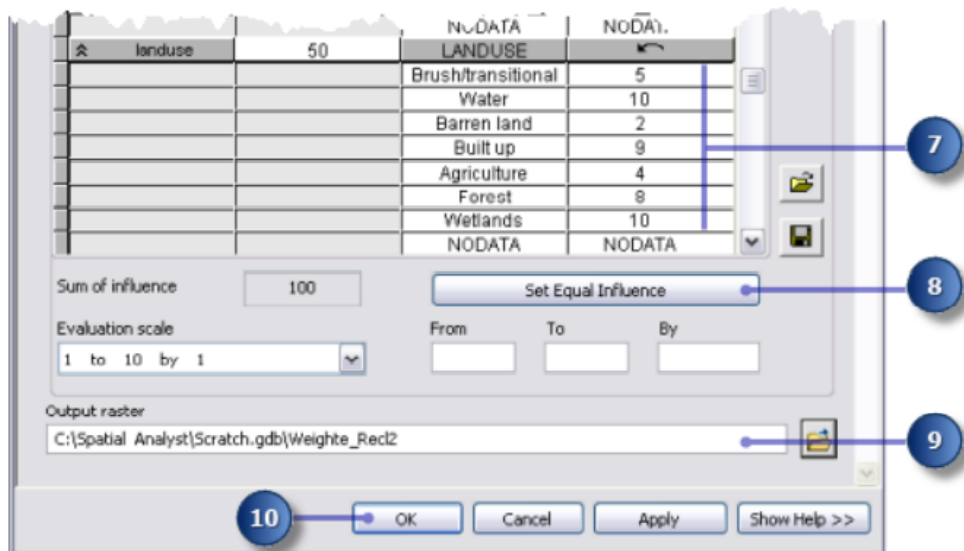 NODATA NODAT.
landuse 50 LANDUSE
Brush/transitional 5
Water 10
Barren land 2
Built up 9
7
Agriculture 4
Forest 8
Wetlands 10
NODATA NODATA
Sum of influence 100 Set Equal Influence 8
Evaluation scale From To By
1 to 10 by 1
Output raster
C:\Spatial Analyst\Scratch.gdb\Weighte_Recl2 9
10 OK Cancel Apply Show Help >>